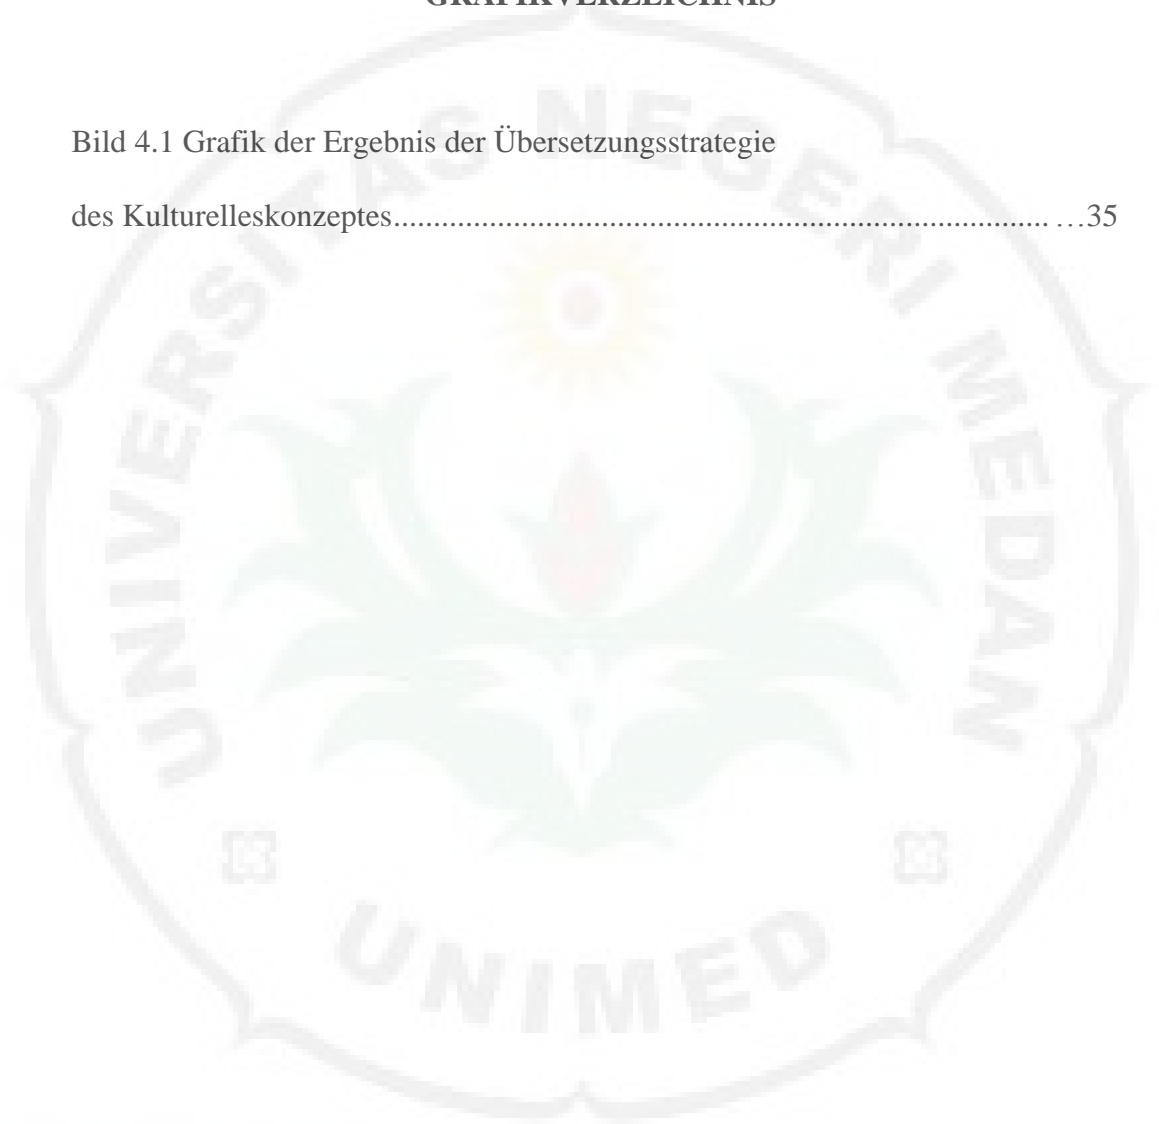 GRAFIKVERZEICHNIS
UNIVERSITAS NEGERI MEDAN
Bild 4.1 Grafik der Ergebnis der Übersetzungsstrategie
des Kulturelleskonzeptes................................................................................. …35
UNIMED